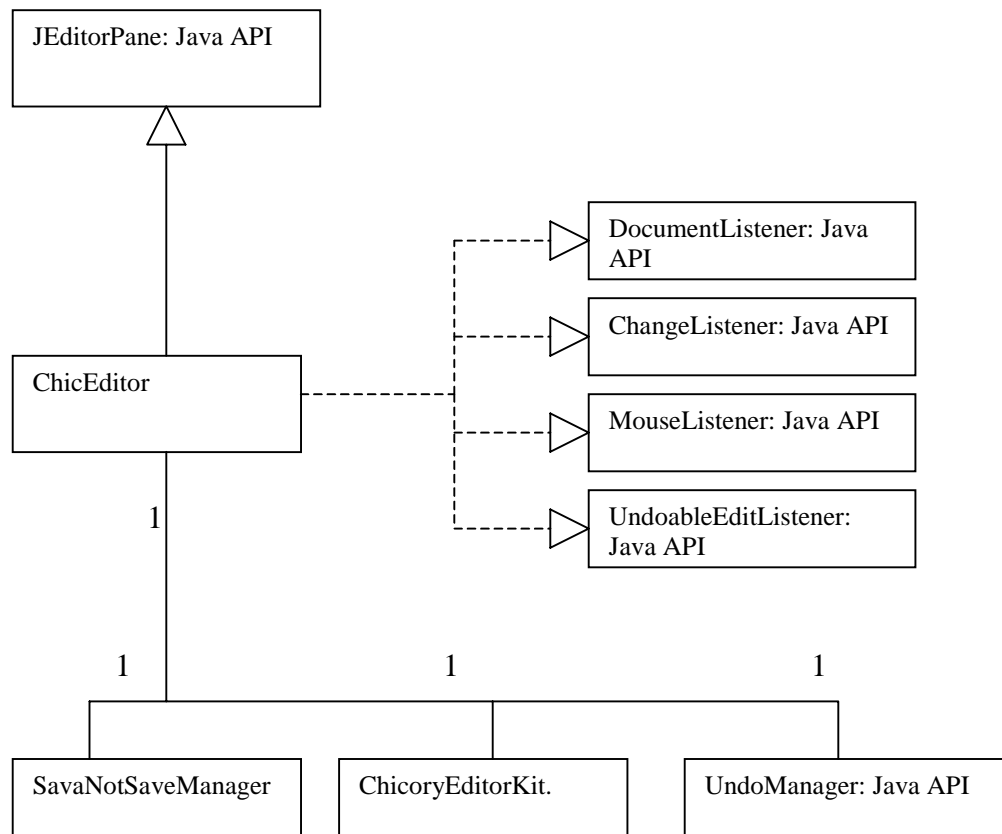 JEditorPane: Java API
DocumentListener: Java
API
ChangeListener: Java API
ChicEditor
MouseListener: Java API
UndoableEditListener:
Java API
1
1
1
1
SavaNotSaveManager
ChicoryEditorKit.
UndoManager: Java API